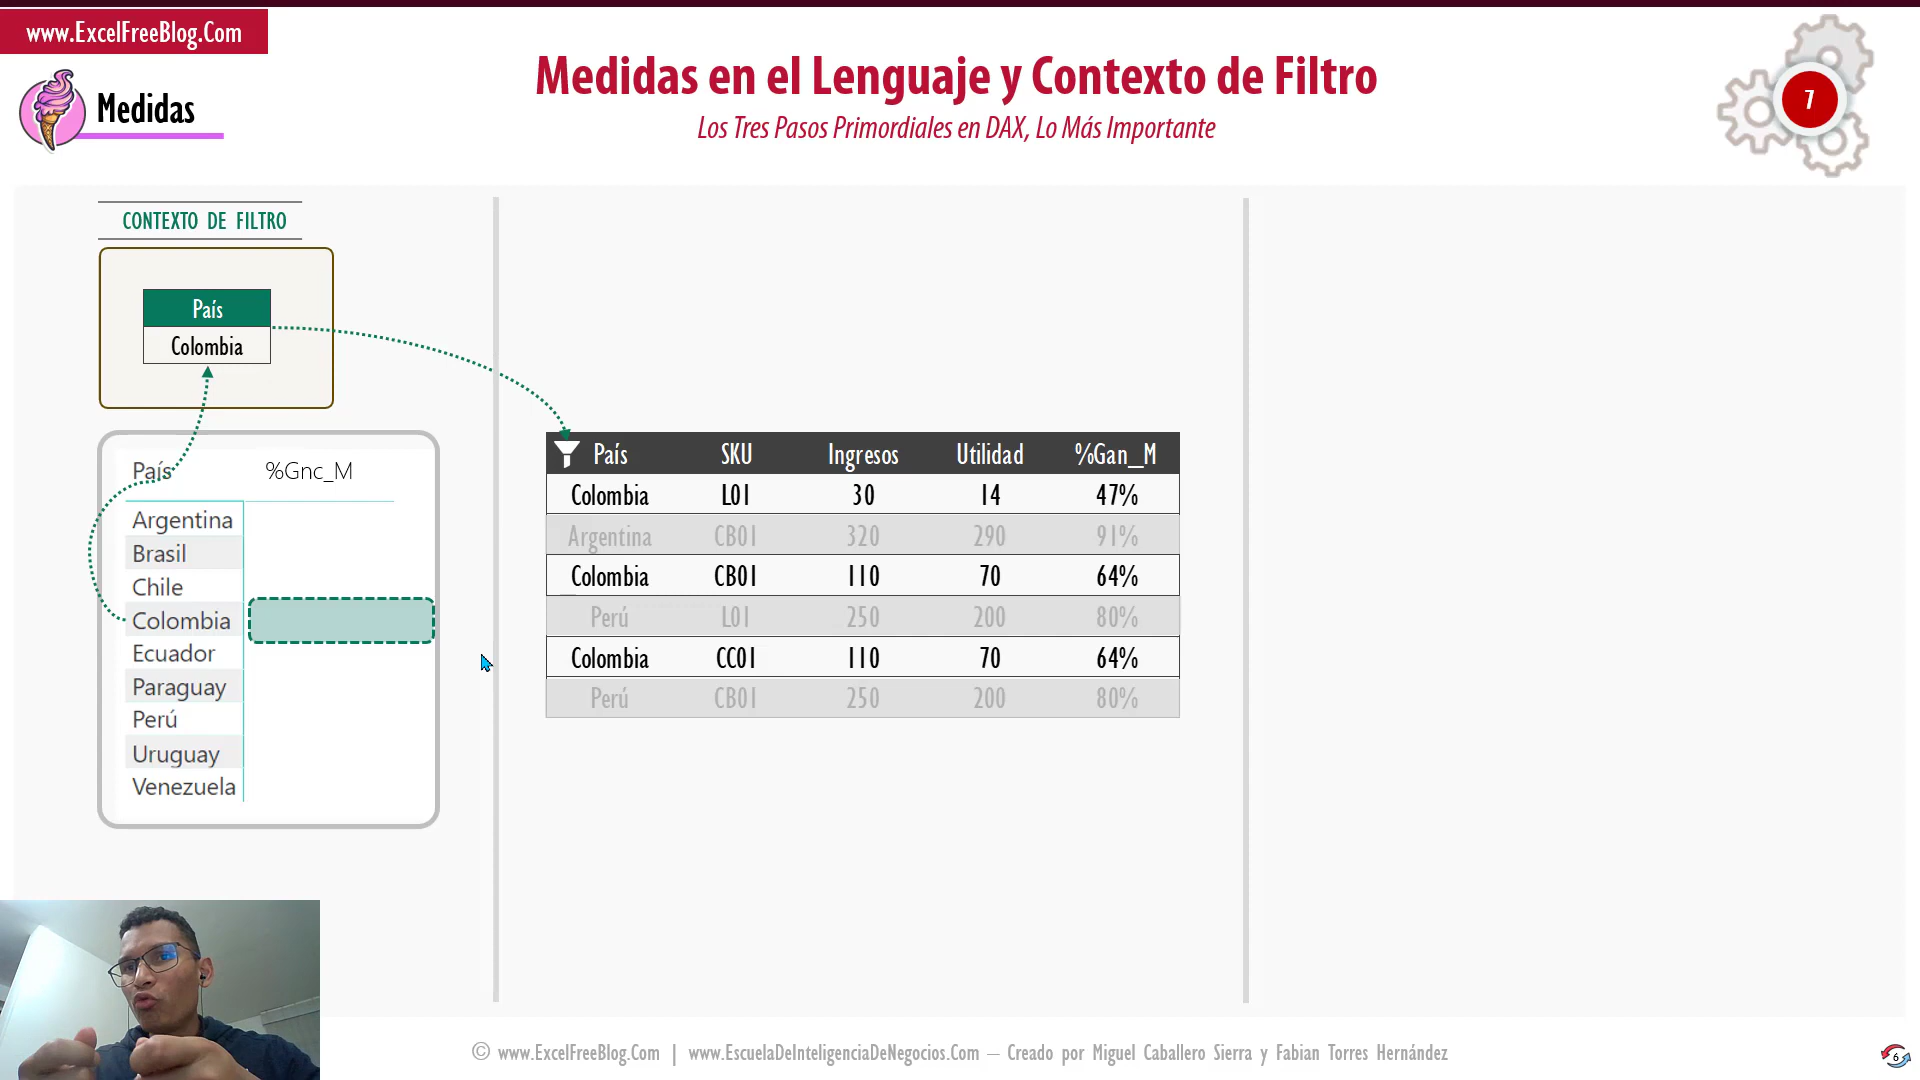 www.ExcelFreeBlog.Com
Medidas
Medidas en el Lenguaje y Contexto de Filtro
Los Tres Pasos Primordiales en DAX, Lo Más Importante
7
CONTEXTO DE FILTRO
País
Colombia
País %Gnc_M
Argentina
Brasil
Chile
Colombia
Ecuador
Paraguay
Perú
Uruguay
Venezuela
País SKU Ingresos Utilidad %Gan_M
Colombia L01 30 14 47%
Argentina CB01 320 290 91%
Colombia CB01 110 70 64%
Perú L01 250 200 80%
Colombia CC01 110 70 64%
Perú CB01 250 200 80%
© www.ExcelFreeBlog.Com | www.EscuelaDeInteligenciaDeNegocios.Com – Creado por Miguel Caballero Sierra y Fabian Torres Hernández
6